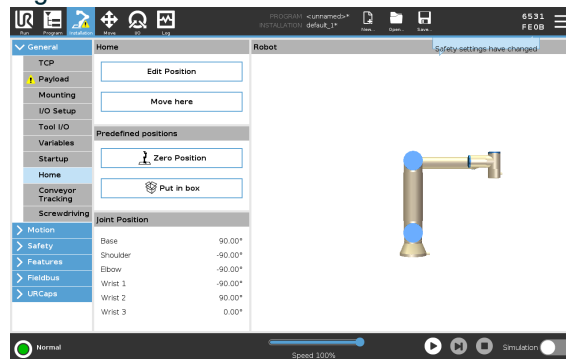 Run
Program
Installation
Move
I/O
Log
PROGRAM <unnamed>*
INSTALLATION default_1*
New...
Open...
Save...
6531
FE0B
General
TCP
Payload
Mounting
I/O Setup
Tool I/O
Variables
Startup
Home
Conveyor
Tracking
Screwdriving
Motion
Safety
Features
Fieldbus
URCaps
Home
Edit Position
Move here
Predefined positions
Zero Position
Put in box
Joint Position
Base 90.00°
Shoulder -90.00°
Elbow -90.00°
Wrist 1 -90.00°
Wrist 2 90.00°
Wrist 3 0.00°
Robot
Safety settings have changed
Normal
Speed 100%
Simulation